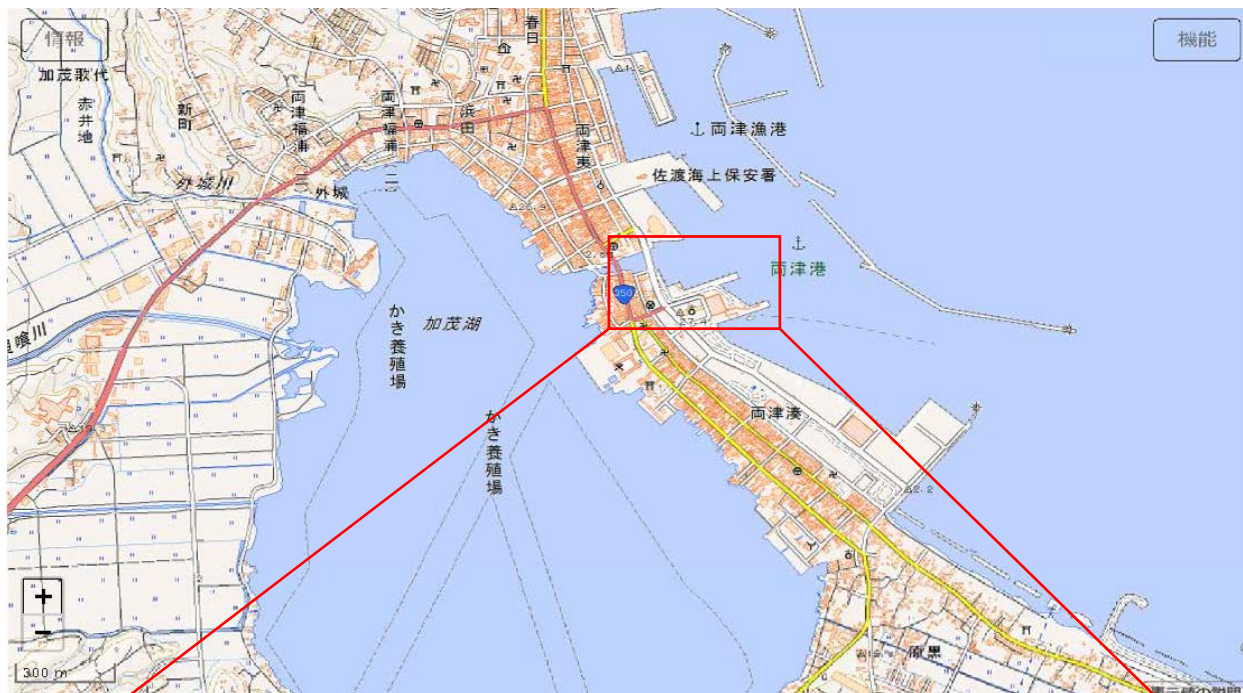 情報
機能
春日
加茂歌代
赤井地
新町
両津福浦
両津福浦(二)
浜田
両津夷
両津漁港
佐渡海上保安署
外城川
外城
両津港
350
加茂湖
かき養殖場
かき養殖場
両津湊
2.2
原黒
+
-
300 m